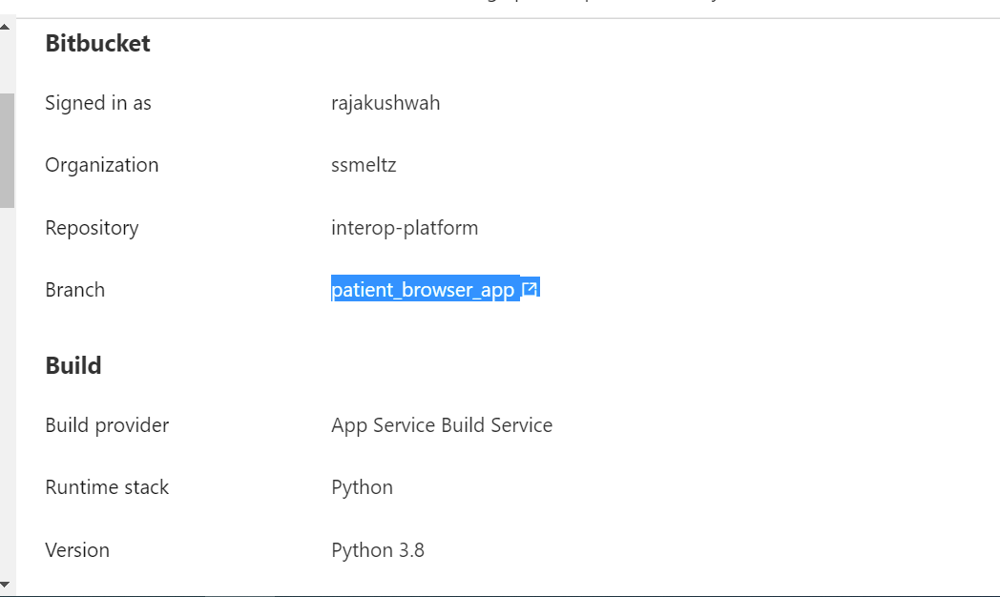 Bitbucket
Signed in as rajakushwah
Organization ssmeltz
Repository interop-platform
Branch patient_browser_app
Build
Build provider App Service Build Service
Runtime stack Python
Version Python 3.8